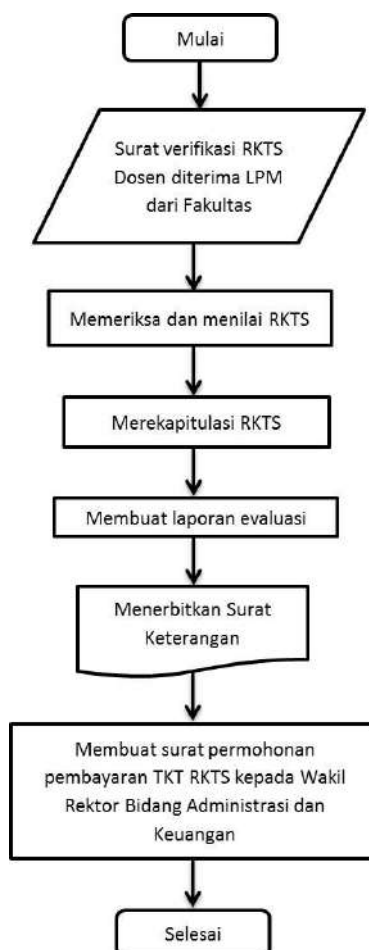 Mulai
Surat verifikasi RKTS
Dosen diterima LPM
dari Fakultas
Memeriksa dan menilai RKTS
Merekapitulasi RKTS
Membuat laporan evaluasi
Menerbitkan Surat
Keterangan
Membuat surat permohonan
pembayaran TKT RKTS kepada Wakil
Rektor Bidang Administrasi dan
Keuangan
Selesai